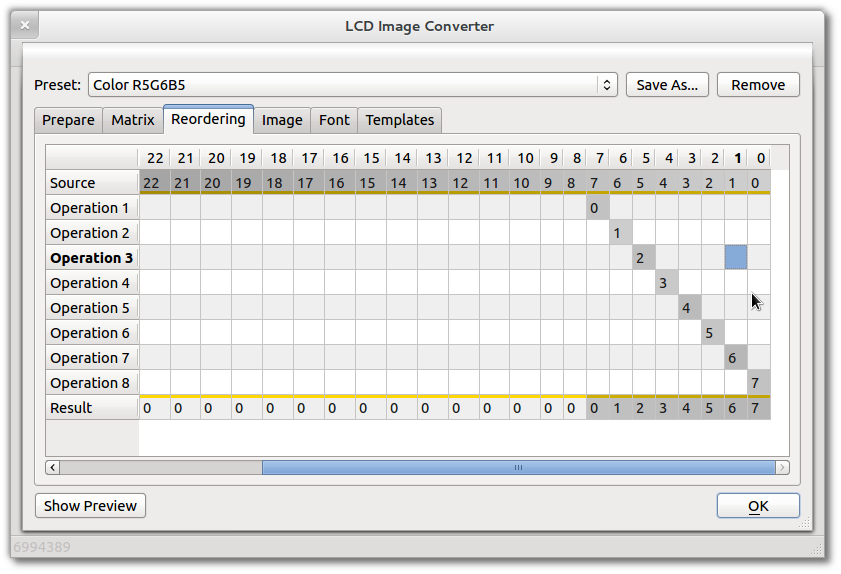 LCD Image Converter
Preset: Color R5G6B5 Save As... Remove
Prepare Matrix Reordering Image Font Templates
22 21 20 19 18 17 16 15 14 13 12 11 10 9 8 7 6 5 4 3 2 1 0
Source 22 21 20 19 18 17 16 15 14 13 12 11 10 9 8 7 6 5 4 3 2 1 0
Operation 1 0
Operation 2 1
Operation 3 2
Operation 4 3
Operation 5 4
Operation 6 5
Operation 7 6
Operation 8 7
Result 0 0 0 0 0 0 0 0 0 0 0 0 0 0 0 0 1 2 3 4 5 6 7
Show Preview OK
6994389